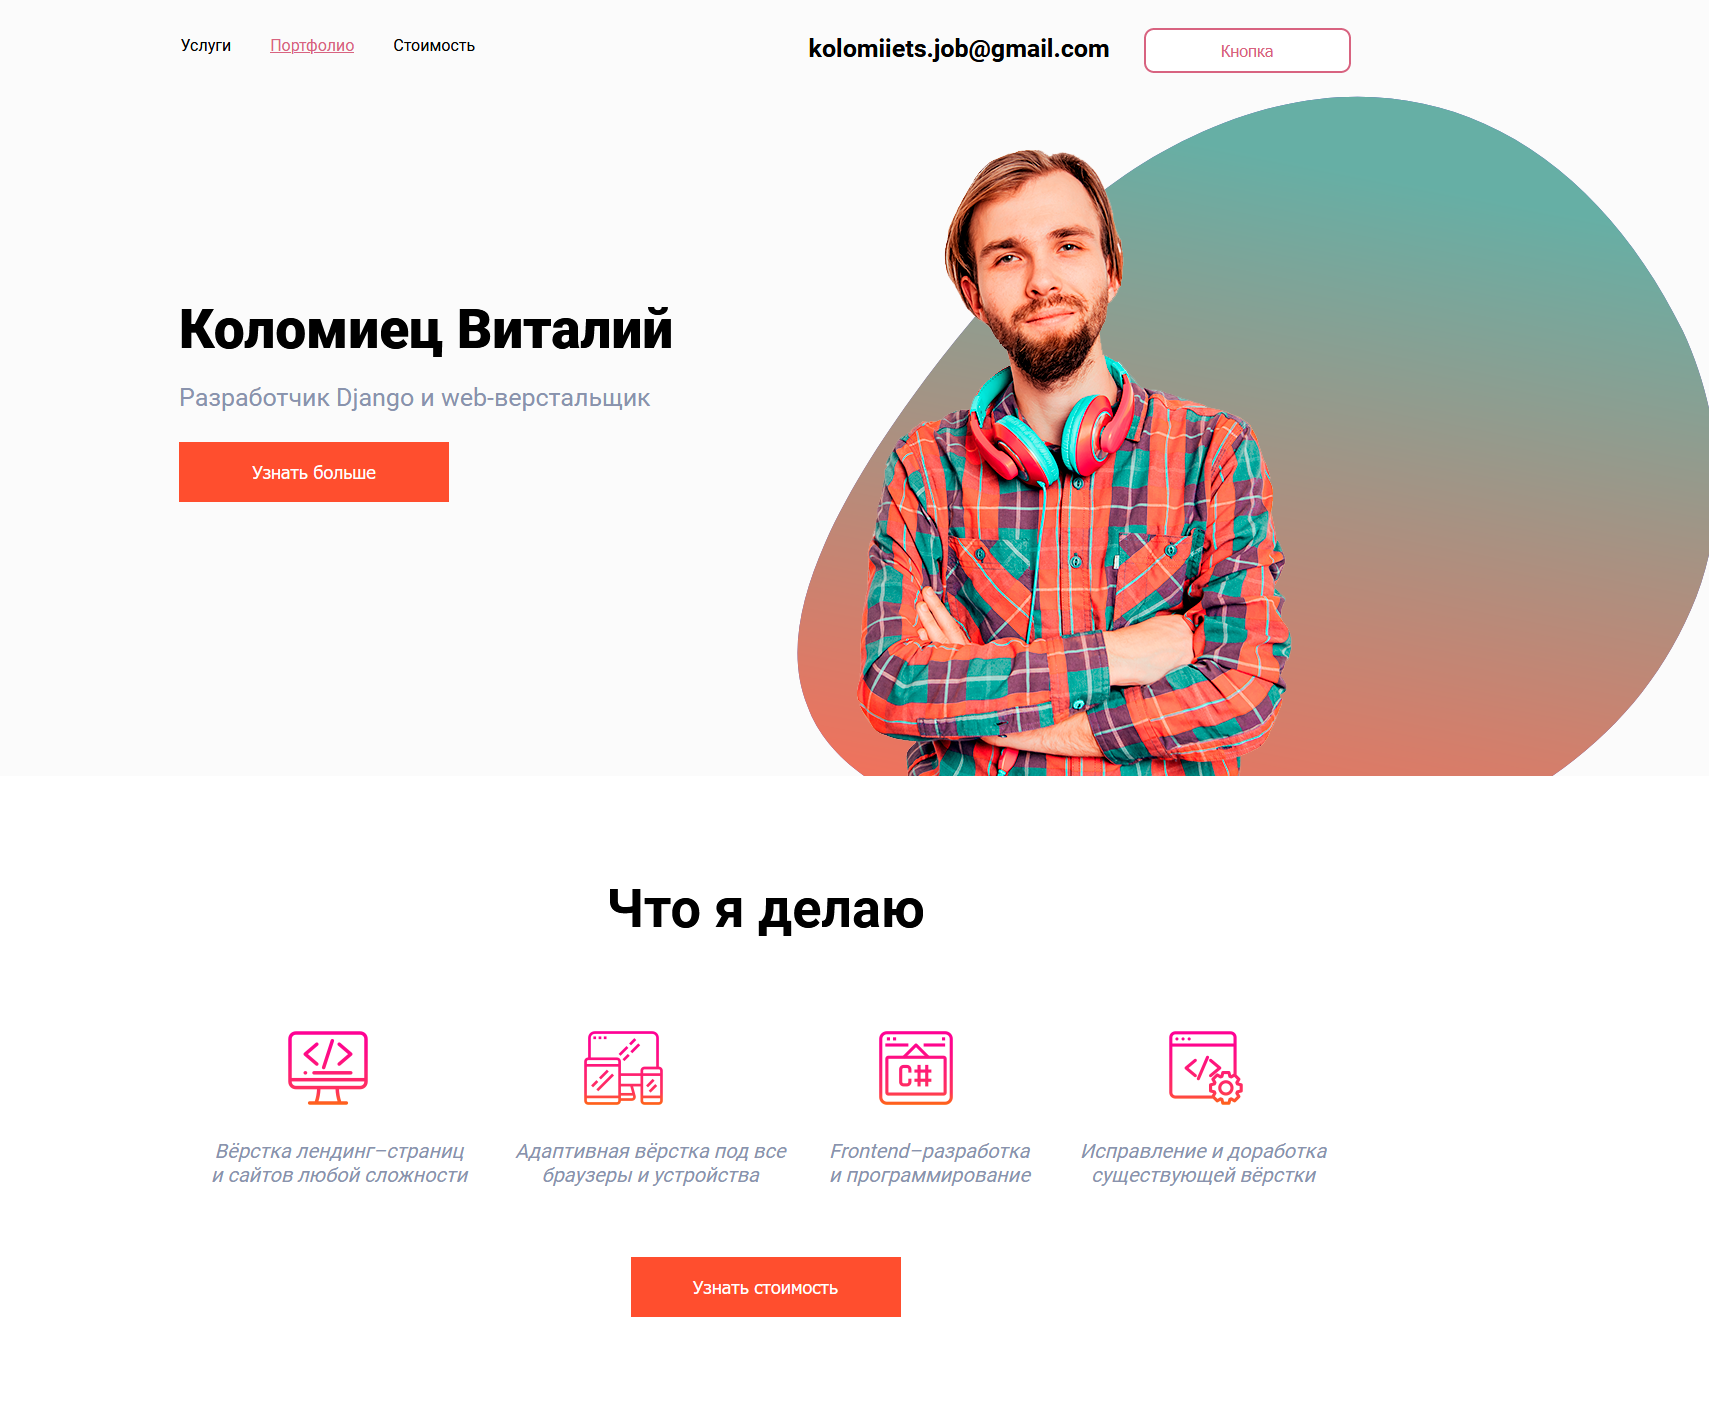 Услуги
Портфолио
Стоимость
kolomiiets.job@gmail.com
Кнопка
Коломиец Виталий
Разработчик Django и web-верстальщик
Узнать больше
Что я делаю
</>
C#
</>
Вёрстка лендинг–страниц
и сайтов любой сложности
Адаптивная вёрстка под все
браузеры и устройства
Frontend–разработка
и программирование
Исправление и доработка
существующей вёрстки
Узнать стоимость